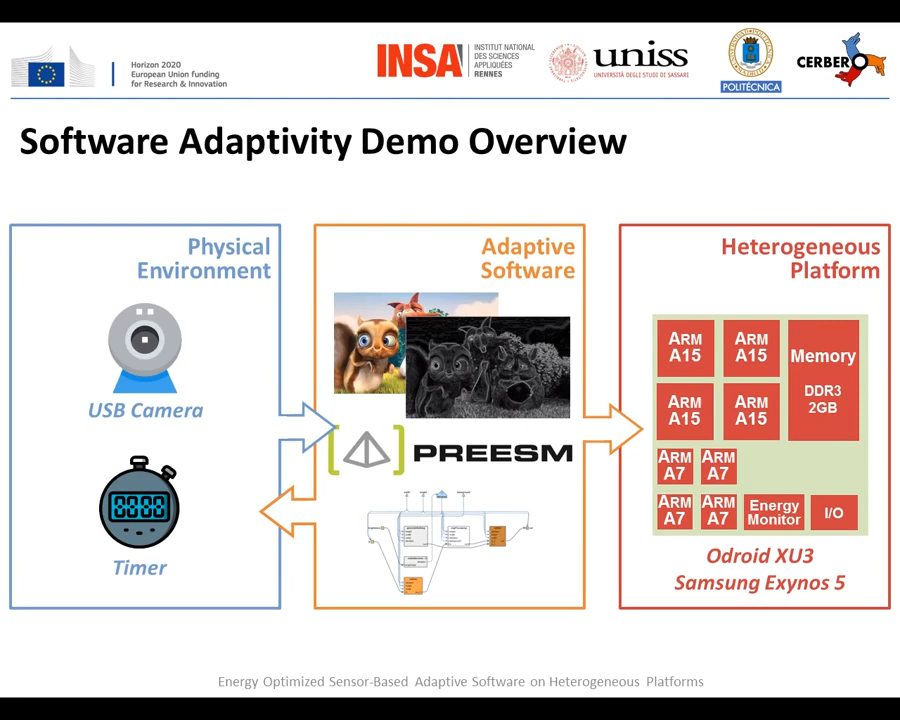 Horizon 2020
European Union funding
for Research & Innovation
INSA
INSTITUT NATIONAL
DES SCIENCES
APPLIQUÉES
RENNES
uniss
UNIVERSITÀ DEGLI STUDI DI SASSARI
POLITÉCNICA
CERBERO
Software Adaptivity Demo Overview
Physical
Environment
USB Camera
Timer
Adaptive
Software
PREESM
Heterogeneous
Platform
ARM
A15
ARM
A15
Memory
DDR3
2GB
ARM
A15
ARM
A15
ARM
A7
ARM
A7
ARM
A7
ARM
A7
Energy
Monitor
I/O
Odroid XU3
Samsung Exynos 5
Energy Optimized Sensor-Based Adaptive Software on Heterogeneous Platforms